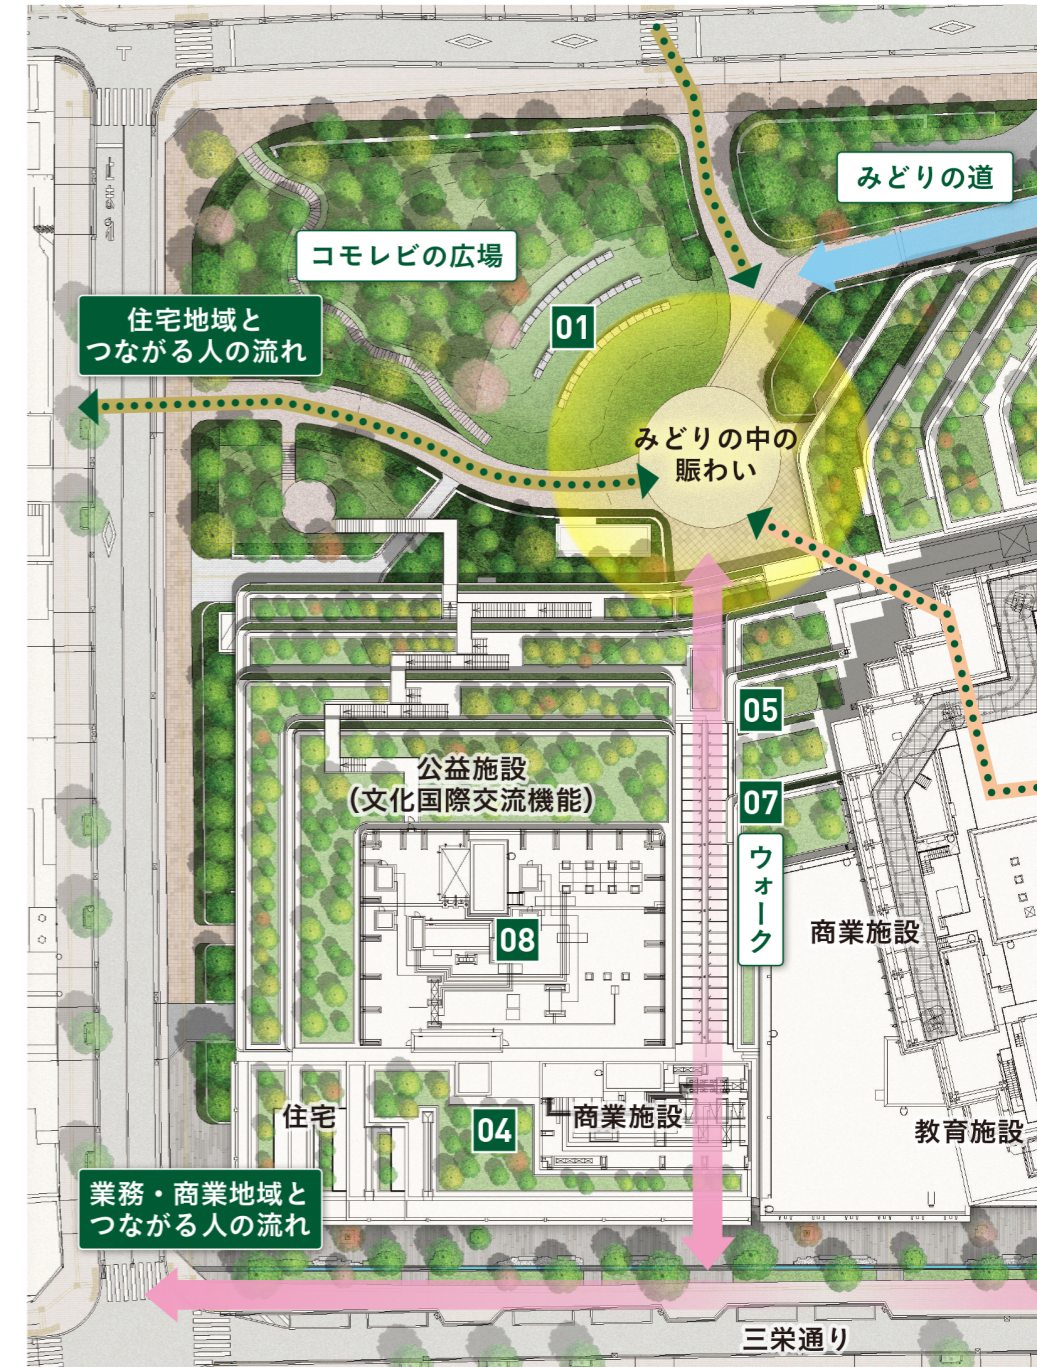 みどりの道
コモレビの広場
01
住宅地域と
つながる人の流れ
みどりの中の
賑わい
05
公益施設
(文化国際交流機能)
07
ウォーク
商業施設
08
住宅
04
商業施設
教育施設
業務・商業地域と
つながる人の流れ
三栄通り